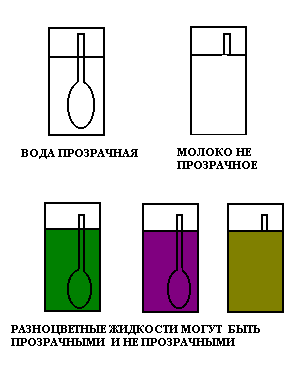 ВОДА ПРОЗРАЧНАЯ
МОЛОКО НЕ
ПРОЗРАЧНОЕ
РАЗНОЦВЕТНЫЕ ЖИДКОСТИ МОГУТ БЫТЬ
ПРОЗРАЧНЫМИ И НЕ ПРОЗРАЧНЫМИ